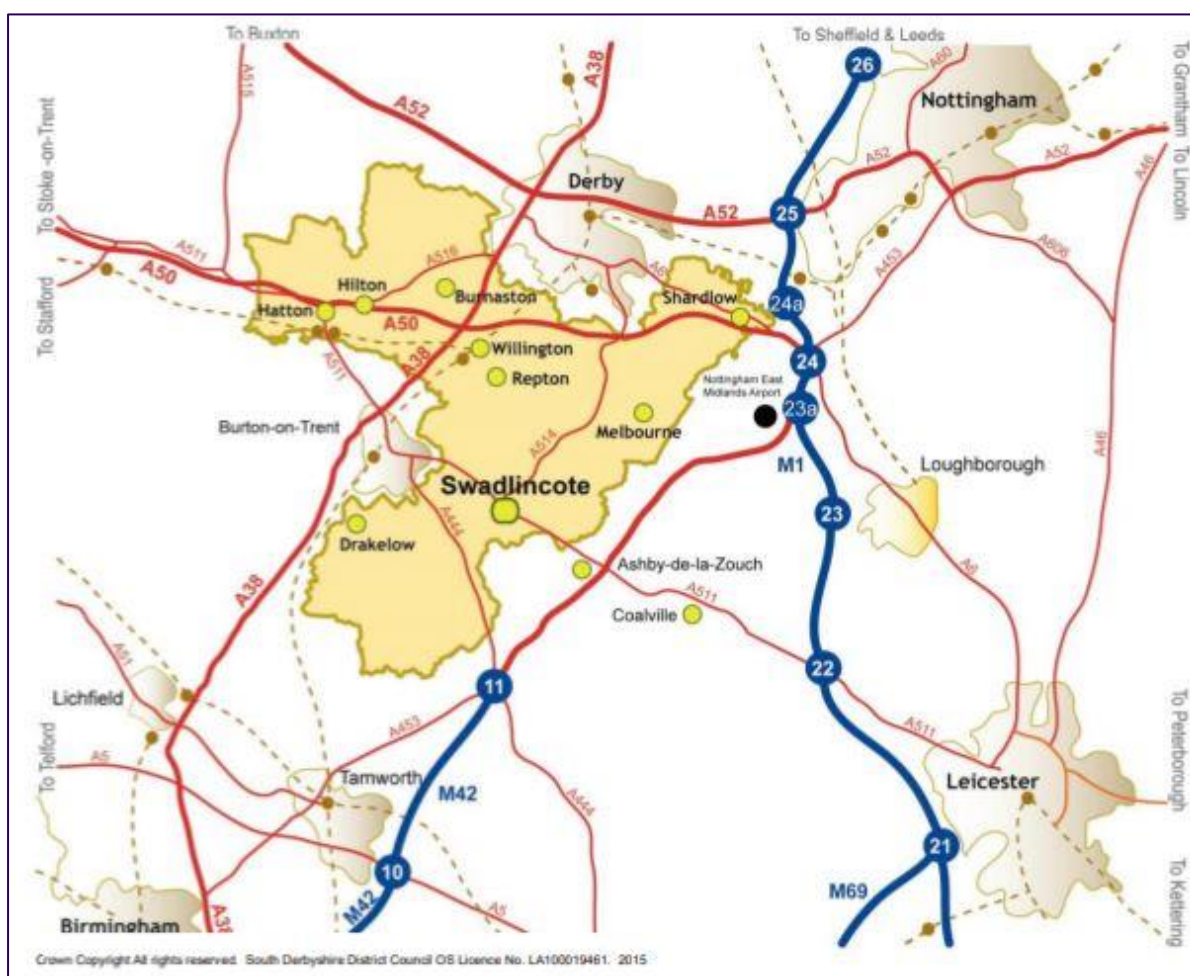 To Buxton
To Sheffield & Leeds
A38
A515
A52
26
A60
Nottingham
To Grantham
To Lincoln
To Stoke -on-Trent
Derby
A52
A52
A52
25
A46
A511
A50
A516
A6
A453
A606
Hilton
Burnaston
Shardlow
24a
Hatton
A50
To Stafford
A38
Willington
24
A511
Repton
Nottingham East
Midlands Airport
23a
Burton-on-Trent
Melbourne
A514
M1
Loughborough
A46
Swadlincote
23
A444
Drakelow
A6
Ashby-de-la-Zouch
A38
A511
Coalville
A51
22
Lichfield
11
A453
A511
To Peterborough
To Telford
A5
Tamworth
M42
Leicester
A444
21
10
M69
To Kettering
M42
A5
Birmingham
A38
Crown Copyright All rights reserved. South Derbyshire District Council OS Licence No. LA100019461. 2015